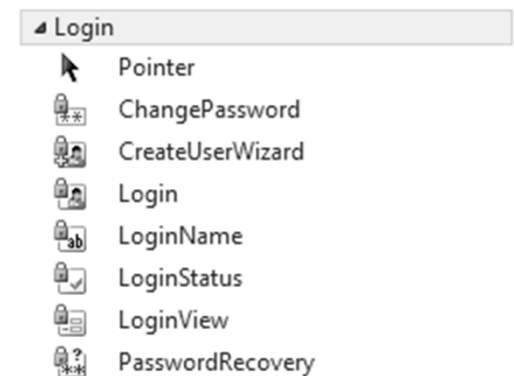 Login
Pointer
ChangePassword
CreateUserWizard
Login
LoginName
LoginStatus
LoginView
PasswordRecovery